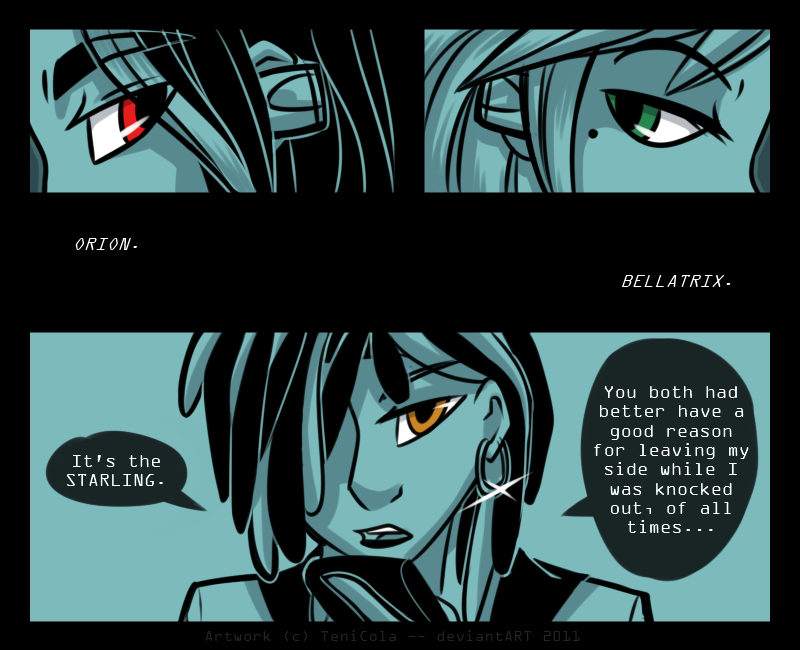 ORION.
BELLATRIX.
It's the
STARLING.
You both had
better have a
good reason
for leaving my
side while I
was knocked
out, of all
times...
Artwork (c) TeniCola -- deviantART 2011